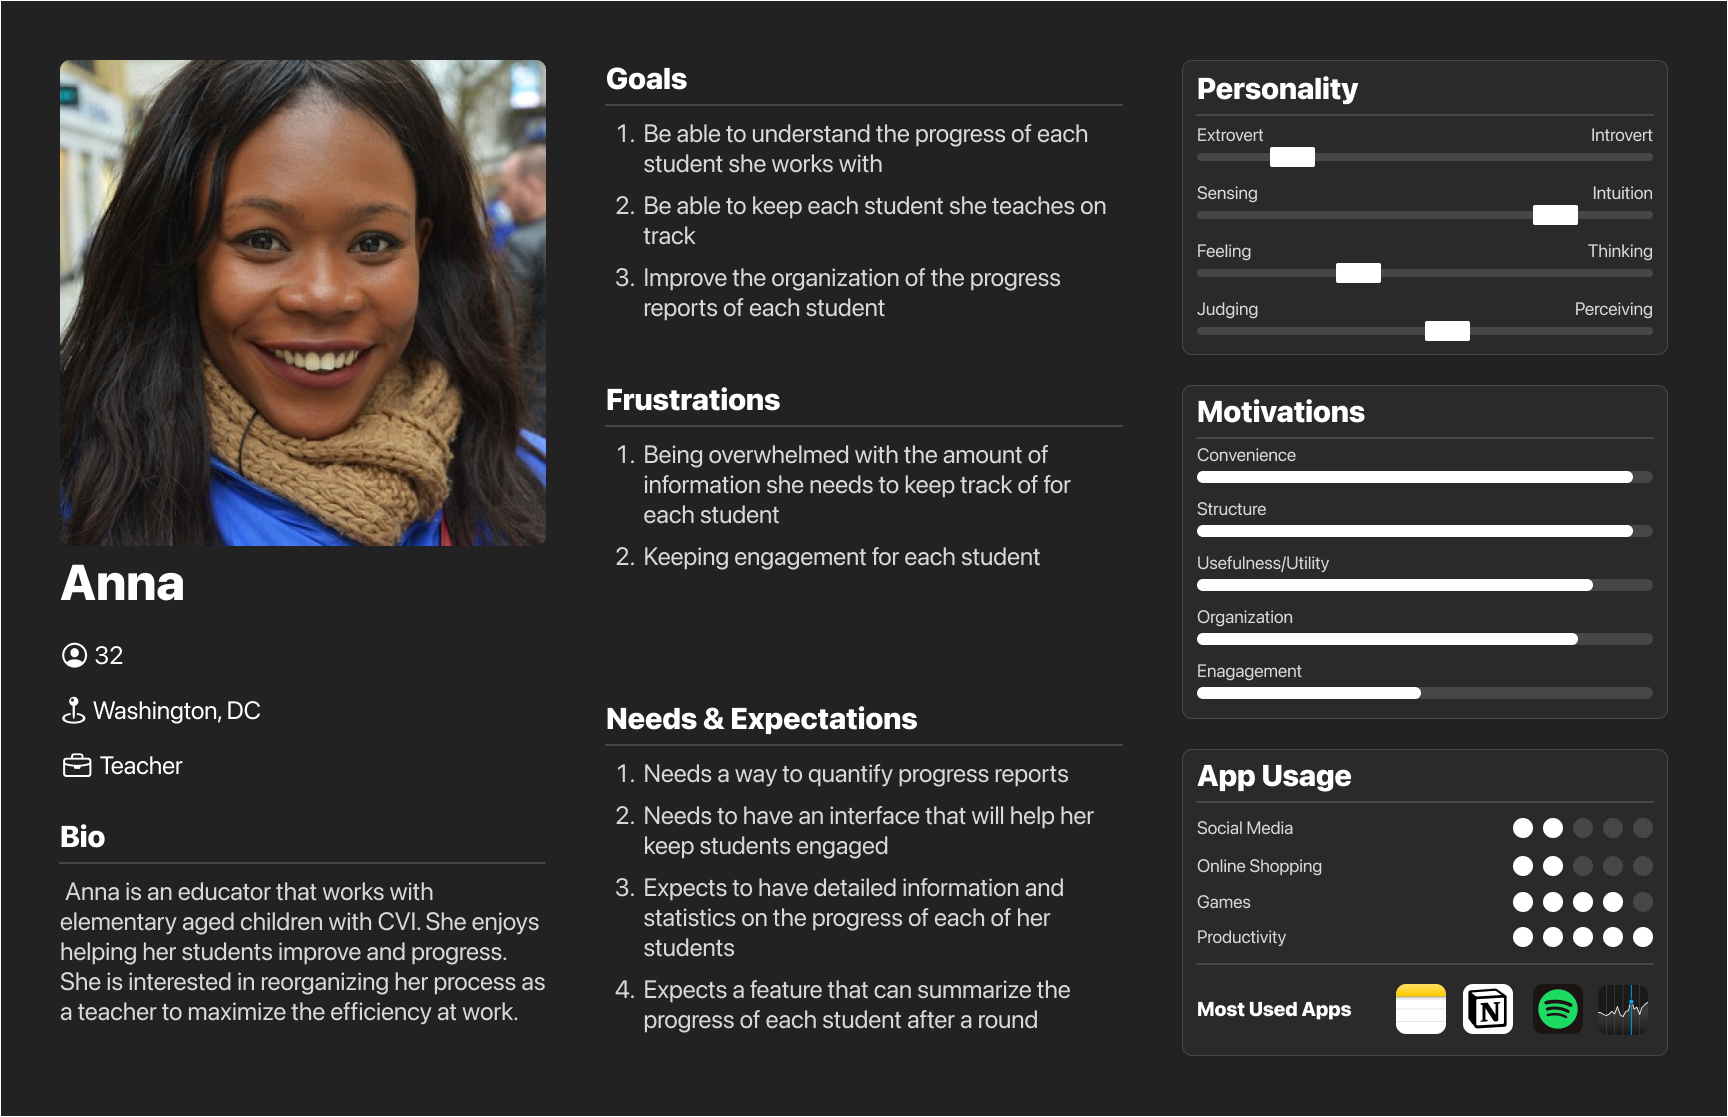 Anna
32
Washington, DC
Teacher
Bio
Anna is an educator that works with
elementary aged children with CVI. She enjoys
helping her students improve and progress.
She is interested in reorganizing her process as
a teacher to maximize the efficiency at work.
Goals
1. Be able to understand the progress of each
student she works with
2. Be able to keep each student she teaches on
track
3. Improve the organization of the progress
reports of each student
Frustrations
1. Being overwhelmed with the amount of
information she needs to keep track of for
each student
2. Keeping engagement for each student
Needs & Expectations
1. Needs a way to quantify progress reports
2. Needs to have an interface that will help her
keep students engaged
3. Expects to have detailed information and
statistics on the progress of each of her
students
4. Expects a feature that can summarize the
progress of each student after a round
Personality
Extrovert Introvert
Sensing Intuition
Feeling Thinking
Judging Perceiving
Motivations
Convenience
Structure
Usefulness/Utility
Organization
Enagagement
App Usage
Social Media
Online Shopping
Games
Productivity
Most Used Apps
N